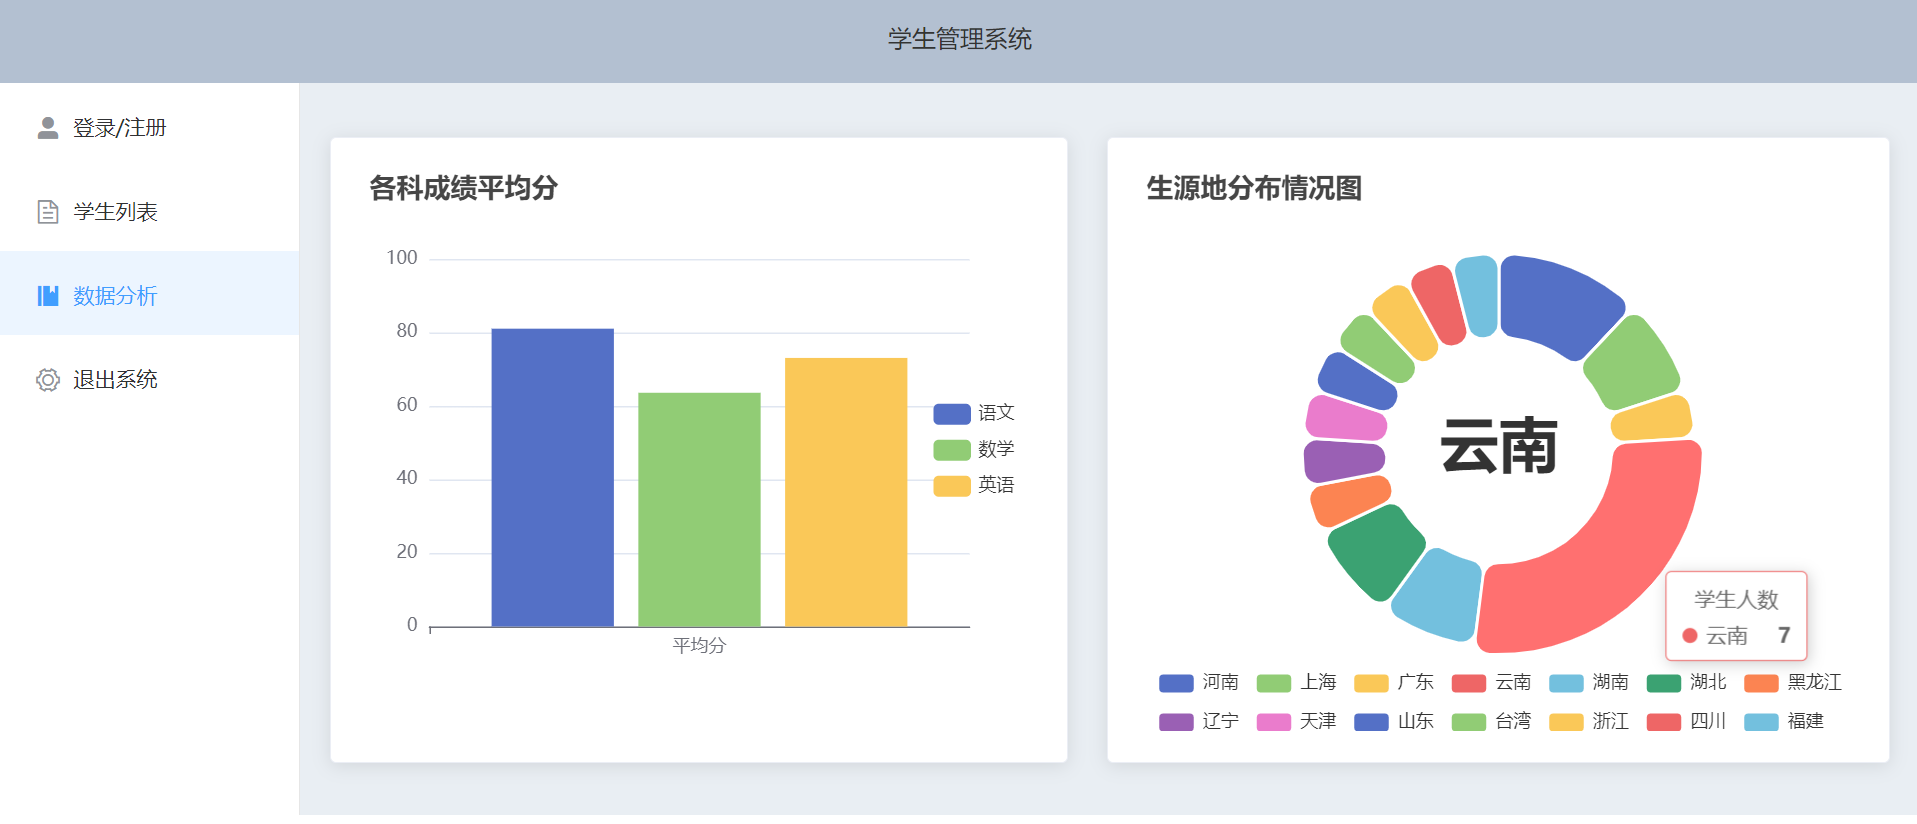 学生管理系统
登录/注册
学生列表
数据分析
退出系统
各科成绩平均分
100
80
60
40
20
0
平均分
语文
数学
英语
生源地分布情况图
云南
学生人数
云南 7
河南 上海 广东 云南 湖南 湖北 黑龙江
辽宁 天津 山东 台湾 浙江 四川 福建